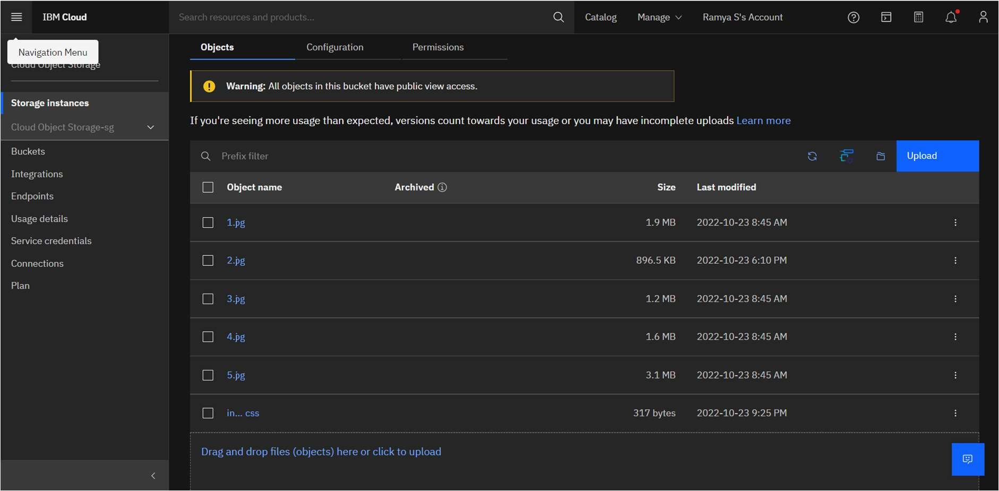 IBM Cloud
Search resources and products...
Catalog
Manage
Ramya S's Account
Navigation Menu
Cloud Object Storage
Storage instances
Cloud Object Storage-sg
Buckets
Integrations
Endpoints
Usage details
Service credentials
Connections
Plan
Objects
Configuration
Permissions
Warning: All objects in this bucket have public view access.
If you're seeing more usage than expected, versions count towards your usage or you may have incomplete uploads Learn more
Prefix filter
Upload
Object name Archived Size Last modified
1.jpg 1.9 MB 2022-10-23 8:45 AM
2.jpg 896.5 KB 2022-10-23 6:10 PM
3.jpg 1.2 MB 2022-10-23 8:45 AM
4.jpg 1.6 MB 2022-10-23 8:45 AM
5.jpg 3.1 MB 2022-10-23 8:45 AM
in... css 317 bytes 2022-10-23 9:25 PM
Drag and drop files (objects) here or click to upload